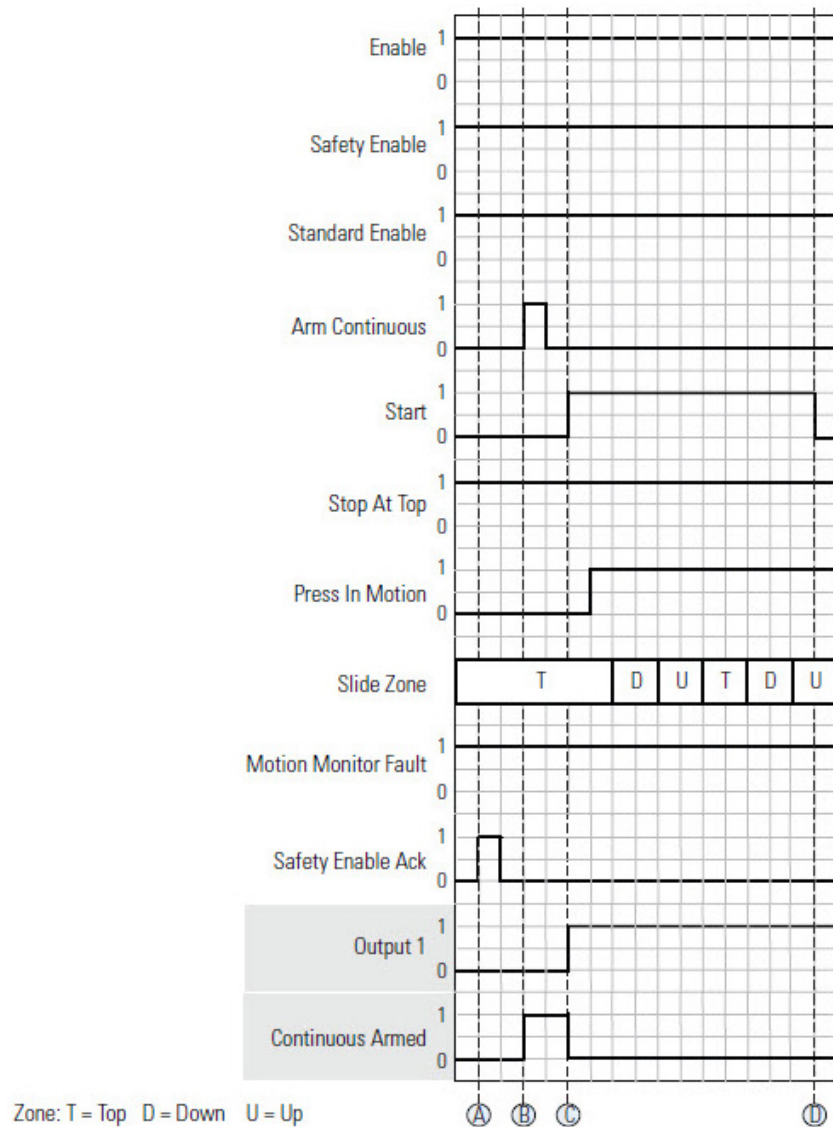 Enable
1
0
Safety Enable
1
0
Standard Enable
1
0
Arm Continuous
1
0
Start
1
0
Stop At Top
1
0
Press In Motion
1
0
Slide Zone T D U T D U
Motion Monitor Fault
1
0
Safety Enable Ack
1
0
Output 1
1
0
Continuous Armed
1
0
Zone: T = Top D = Down U = Up Ⓐ Ⓑ Ⓒ Ⓓ